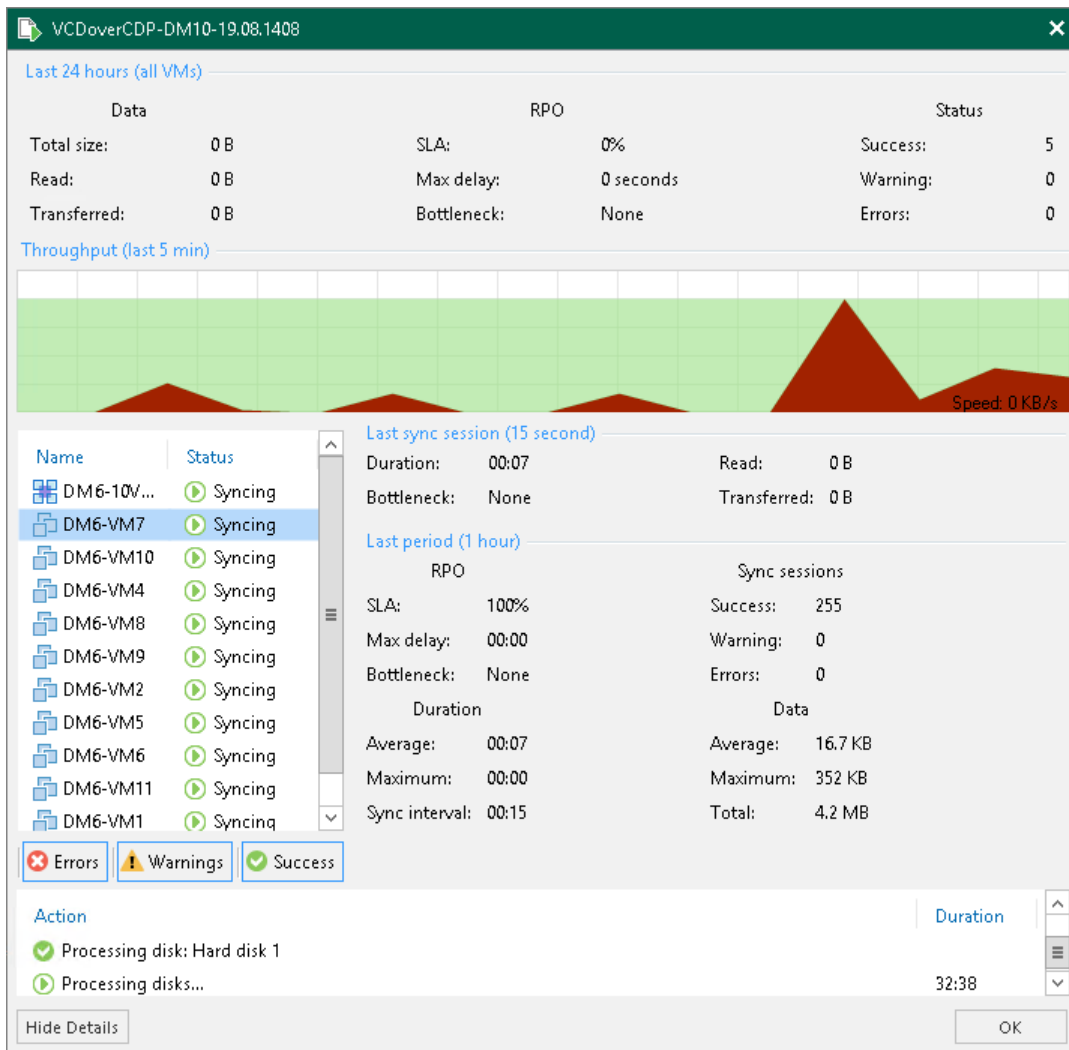 VCDoverCDP-DM10-19.08.1408
Last 24 hours (all VMs)
Data RPO Status
Total size: 0 B SLA: 0% Success: 5
Read: 0 B Max delay: 0 seconds Warning: 0
Transferred: 0 B Bottleneck: None Errors: 0
Throughput (last 5 min)
Speed: 0 KB/s
Name Status
DM6-10V... Syncing
DM6-VM7 Syncing
DM6-VM10 Syncing
DM6-VM4 Syncing
DM6-VM8 Syncing
DM6-VM9 Syncing
DM6-VM2 Syncing
DM6-VM5 Syncing
DM6-VM6 Syncing
DM6-VM11 Syncing
DM6-VM1 Syncing
Last sync session (15 second)
Duration: 00:07 Read: 0 B
Bottleneck: None Transferred: 0 B
Last period (1 hour)
RPO Sync sessions
SLA: 100% Success: 255
Max delay: 00:00 Warning: 0
Bottleneck: None Errors: 0
Duration Data
Average: 00:07 Average: 16.7 KB
Maximum: 00:00 Maximum: 352 KB
Sync interval: 00:15 Total: 4.2 MB
Errors Warnings Success
Action Duration
Processing disk: Hard disk 1
Processing disks... 32:38
Hide Details OK